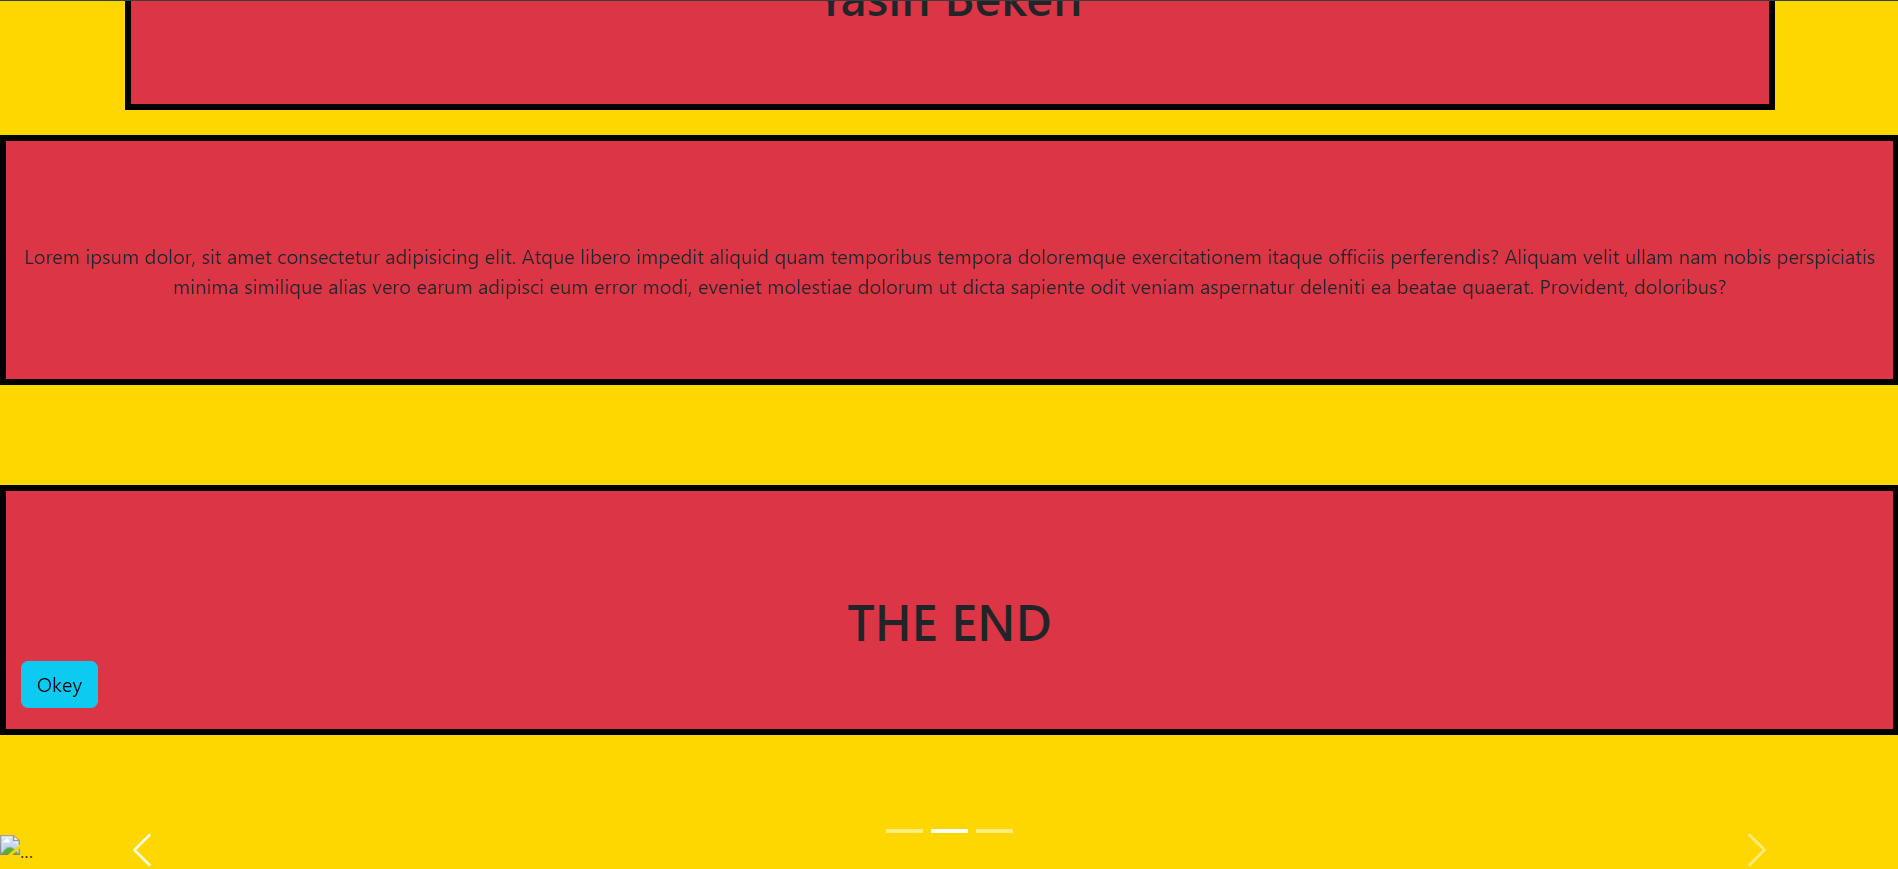 Yasin Beken
Lorem ipsum dolor, sit amet consectetur adipisicing elit. Atque libero impedit aliquid quam temporibus tempora doloremque exercitationem itaque officiis perferendis? Aliquam velit ullam nam nobis perspiciatis
minima similique alias vero earum adipisci eum error modi, eveniet molestiae dolorum ut dicta sapiente odit veniam aspernatur deleniti ea beatae quaerat. Provident, doloribus?
THE END
Okey
...